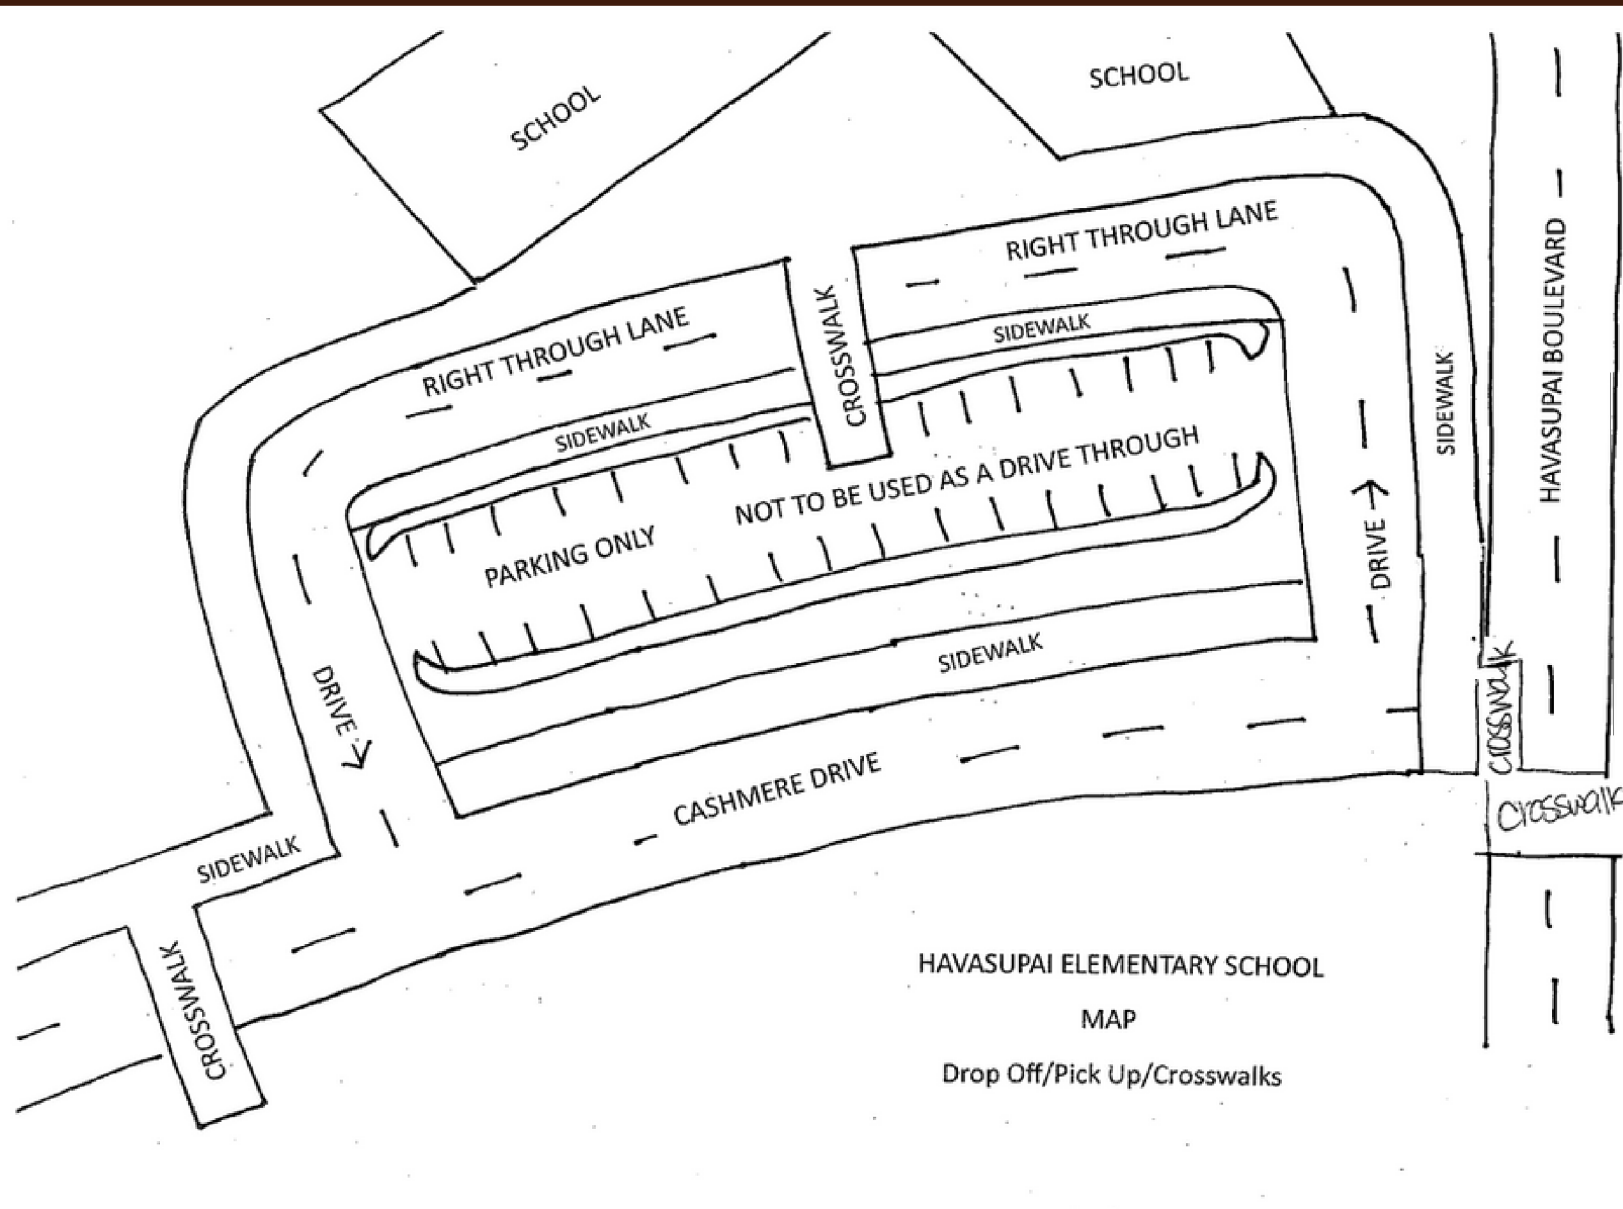 SCHOOL
SCHOOL
RIGHT THROUGH LANE
RIGHT THROUGH LANE
CROSSWALK
SIDEWALK
SIDEWALK
NOT TO BE USED AS A DRIVE THROUGH
PARKING ONLY
DRIVE
DRIVE
SIDEWALK
HAVASUPAI BOULEVARD
SIDEWALK
CASHMERE DRIVE
Crosswalk
Crosswalk
SIDEWALK
CROSSWALK
HAVASUPAI ELEMENTARY SCHOOL
MAP
Drop Off/Pick Up/Crosswalks